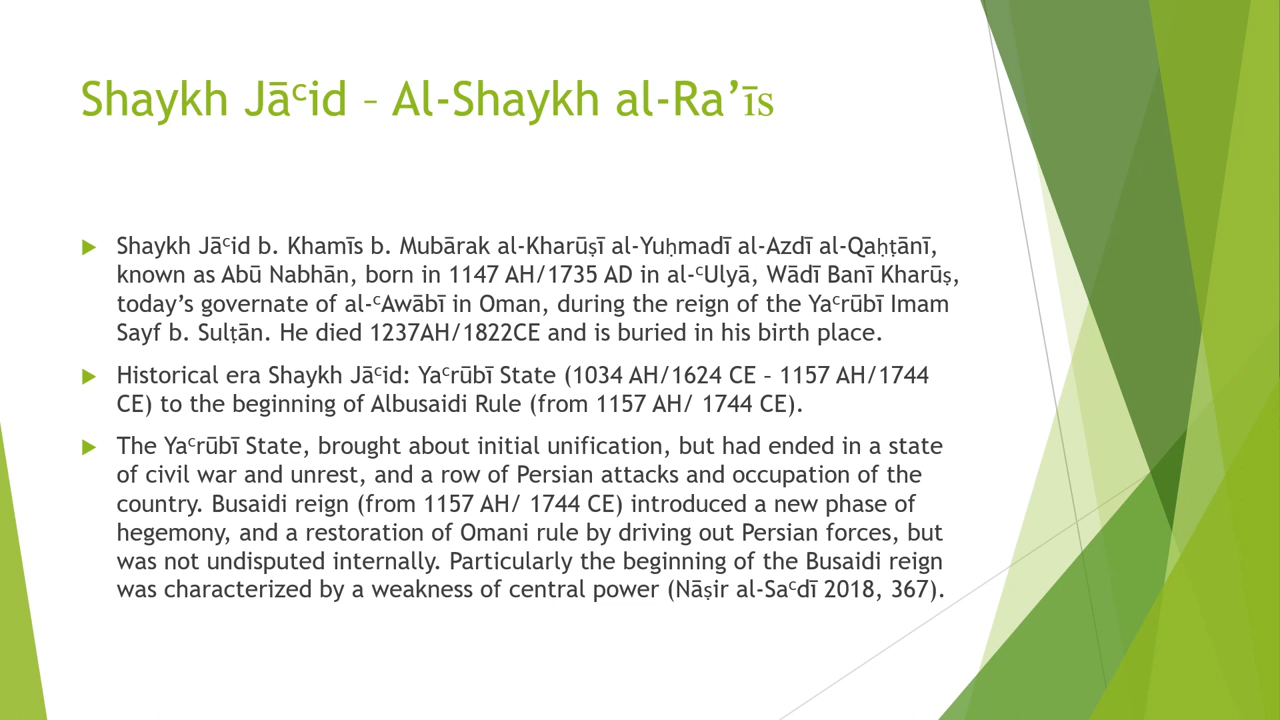 Shaykh Jāᶜid – Al-Shaykh al-Ra’īs
Shaykh Jāᶜid b. Khamīs b. Mubārak al-Kharūṣī al-Yuḥmadī al-Azdī al-Qaḥṭānī,
known as Abū Nabhān, born in 1147 AH/1735 AD in al-ᶜUlyā, Wādī Banī Kharūṣ,
today’s governate of al-ᶜAwābī in Oman, during the reign of the Yaᶜrūbī Imam
Sayf b. Sulṭān. He died 1237AH/1822CE and is buried in his birth place.
Historical era Shaykh Jāᶜid: Yaᶜrūbī State (1034 AH/1624 CE – 1157 AH/1744
CE) to the beginning of Albusaidi Rule (from 1157 AH/ 1744 CE).
The Yaᶜrūbī State, brought about initial unification, but had ended in a state
of civil war and unrest, and a row of Persian attacks and occupation of the
country. Busaidi reign (from 1157 AH/ 1744 CE) introduced a new phase of
hegemony, and a restoration of Omani rule by driving out Persian forces, but
was not undisputed internally. Particularly the beginning of the Busaidi reign
was characterized by a weakness of central power (Nāṣir al-Saᶜdī 2018, 367).